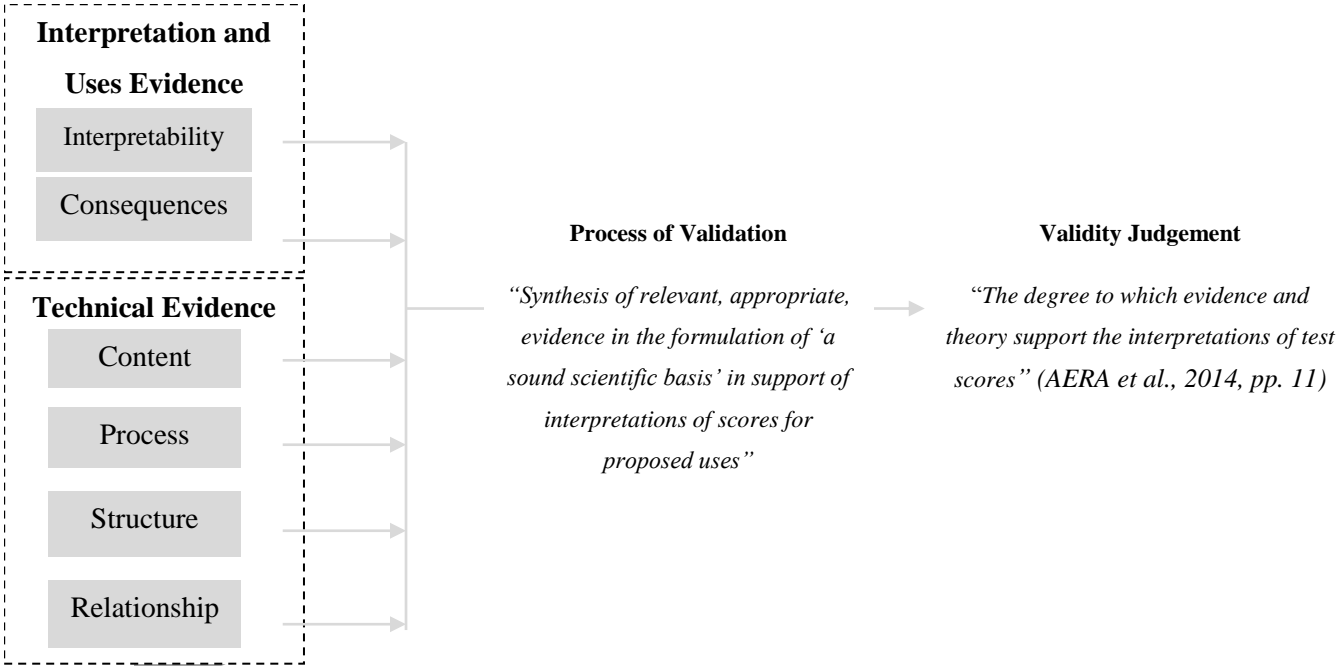 Interpretation and
Uses Evidence
Interpretability
Consequences
Technical Evidence
Content
Process
Structure
Relationship
Process of Validation
“Synthesis of relevant, appropriate,
evidence in the formulation of ‘a
sound scientific basis’ in support of
interpretations of scores for
proposed uses”
Validity Judgement
“The degree to which evidence and
theory support the interpretations of test
scores” (AERA et al., 2014, pp. 11)